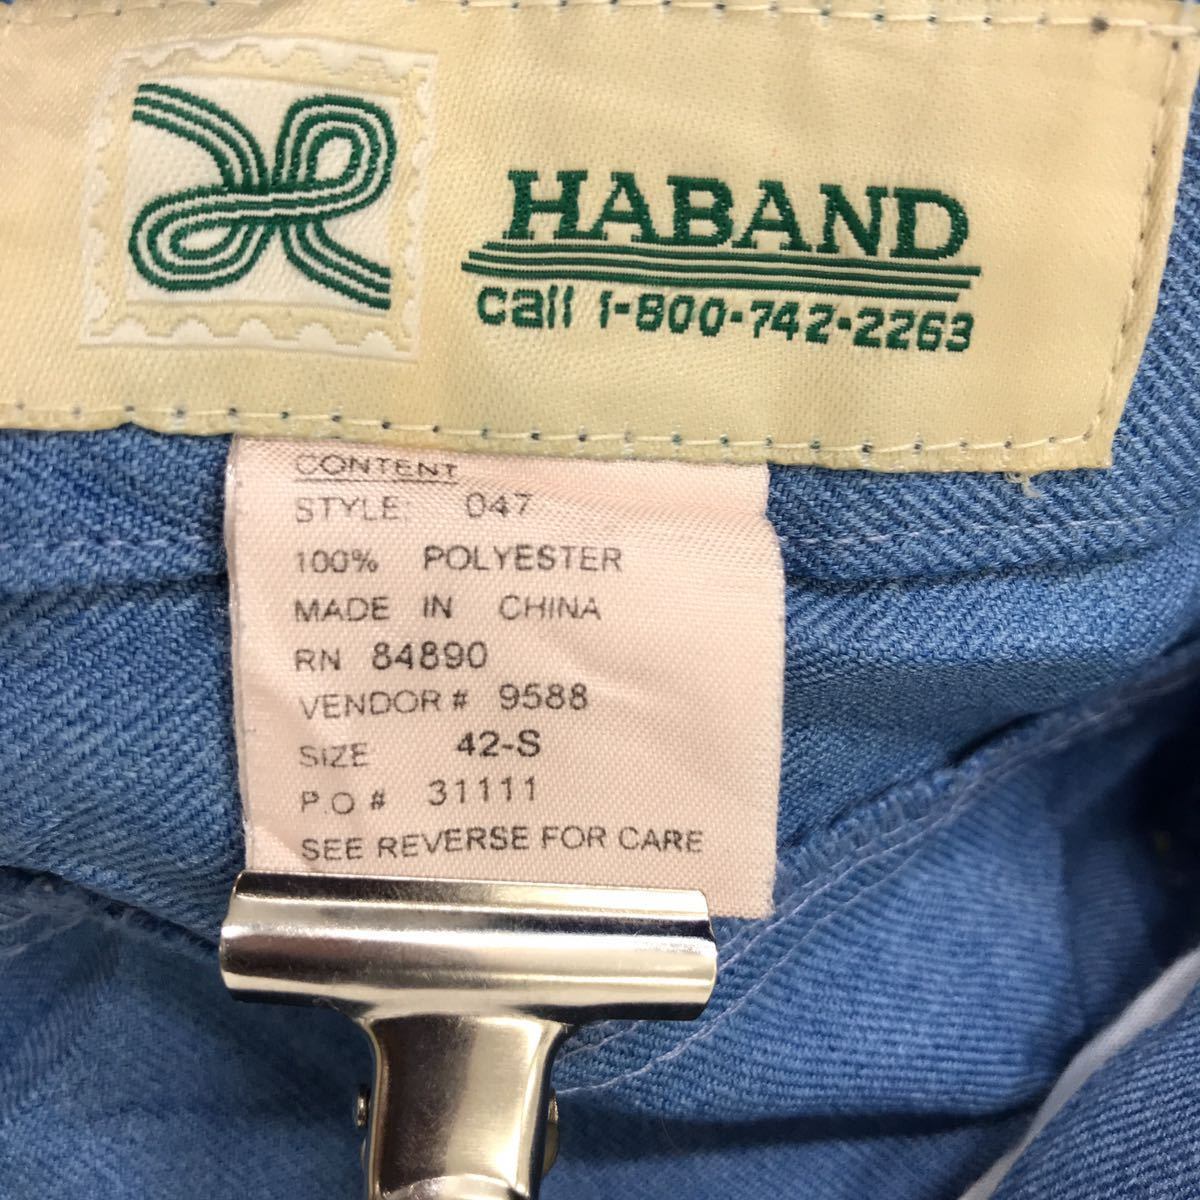 HABAND
call 1-800-742-2263
CONTENT
STYLE: 047
100% POLYESTER
MADE IN CHINA
RN 84890
VENDOR # 9588
SIZE 42-S
P.O # 31111
SEE REVERSE FOR CARE